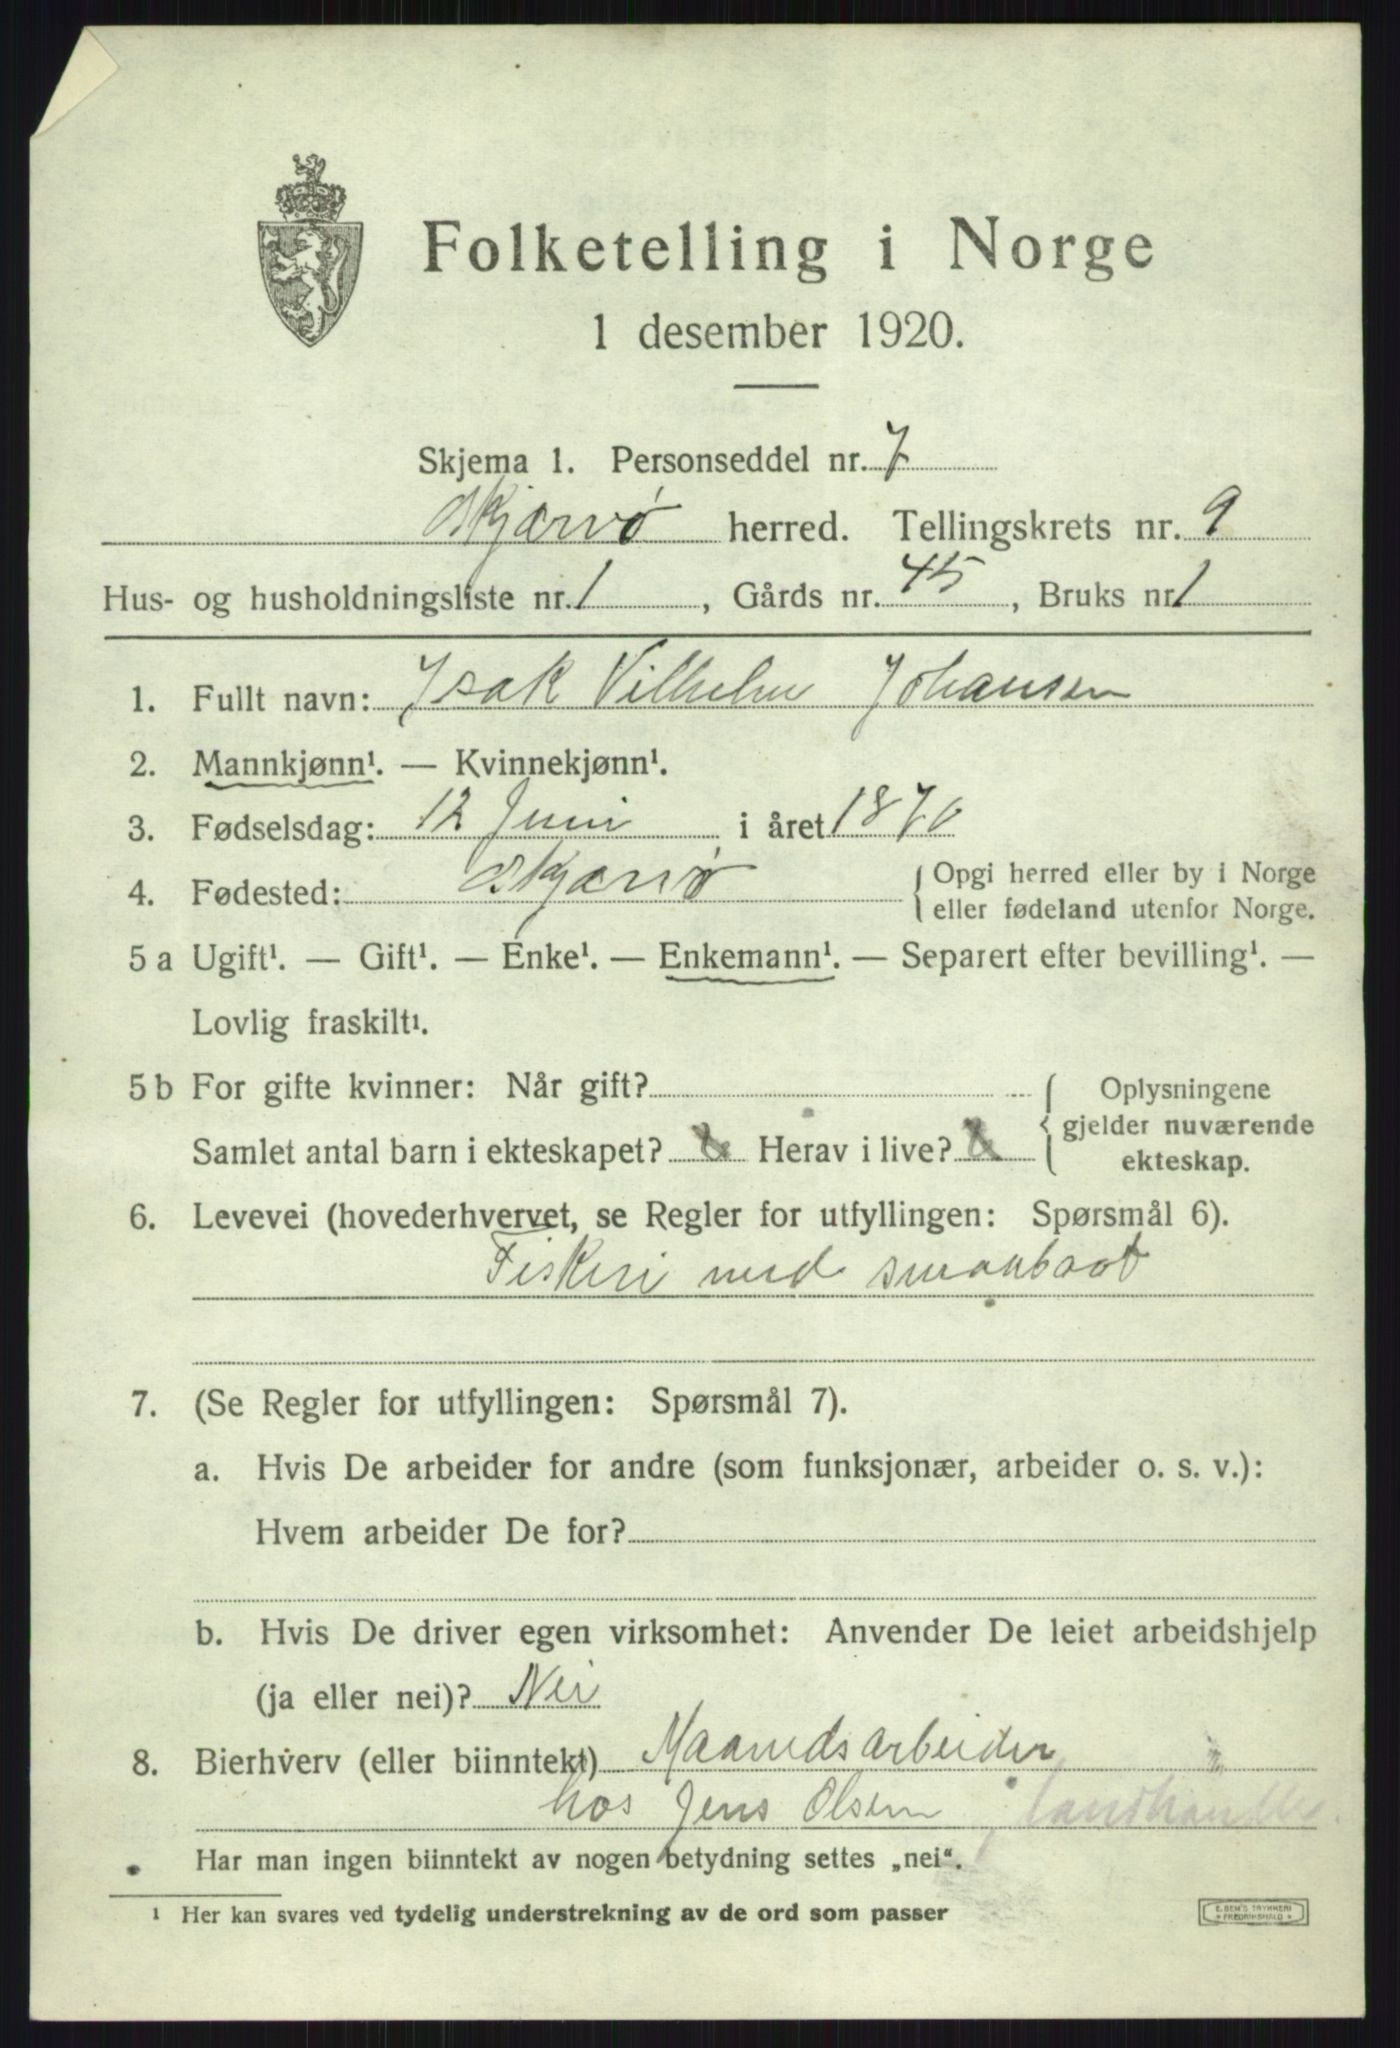 Folketelling i Norge
1 desember 1920.
Skjema 1. Personseddel nr. 7
Skjærvø herred. Tellingskrets nr. 9
Hus- og husholdningsliste nr. 1, Gårds nr. 45, Bruks nr. 1
1. Fullt navn: Isak Vilhelm Johansen
2. Mannkjønn¹. — Kvinnekjønn¹.
3. Fødselsdag: 12 Juni i året 1870
4. Fødested: Skjærvø { Opgi herred eller by i Norge
eller fødeland utenfor Norge.
5 a Ugift¹. — Gift¹. — Enke¹. — Enkemann¹. — Separert efter bevilling¹. —
Lovlig fraskilt¹.
5 b For gifte kvinner: Når gift? { Oplysningene
gjelder nuværende
Samlet antal barn i ekteskapet? Herav i live?
ekteskap.
6. Levevei (hovederhvervet, se Regler for utfyllingen: Spørsmål 6).
Fiskeri med smaabaat
7. (Se Regler for utfyllingen: Spørsmål 7).
a. Hvis De arbeider for andre (som funksjonær, arbeider o. s. v.):
Hvem arbeider De for?
b. Hvis De driver egen virksomhet: Anvender De leiet arbeidshjelp
(ja eller nei)? Nei
8. Bierhverv (eller biinntekt) Maanedsarbeider
hos Jens Olsen, landhandler
Har man ingen biinntekt av nogen betydning settes „nei“.
¹ Her kan svares ved tydelig understrekning av de ord som passer
E. SEM'S TRYKKERI
* FREDRIKSHALD *